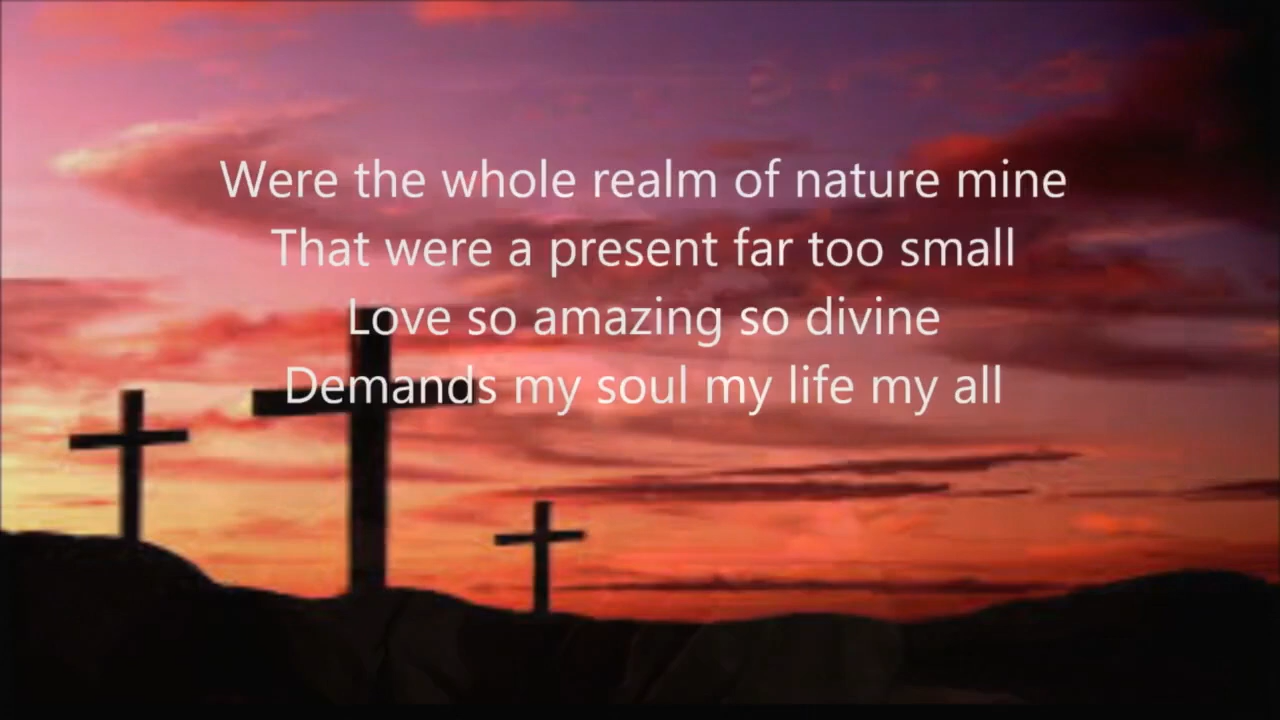 Were the whole realm of nature mine
That were a present far too small
Love so amazing so divine
Demands my soul my life my all